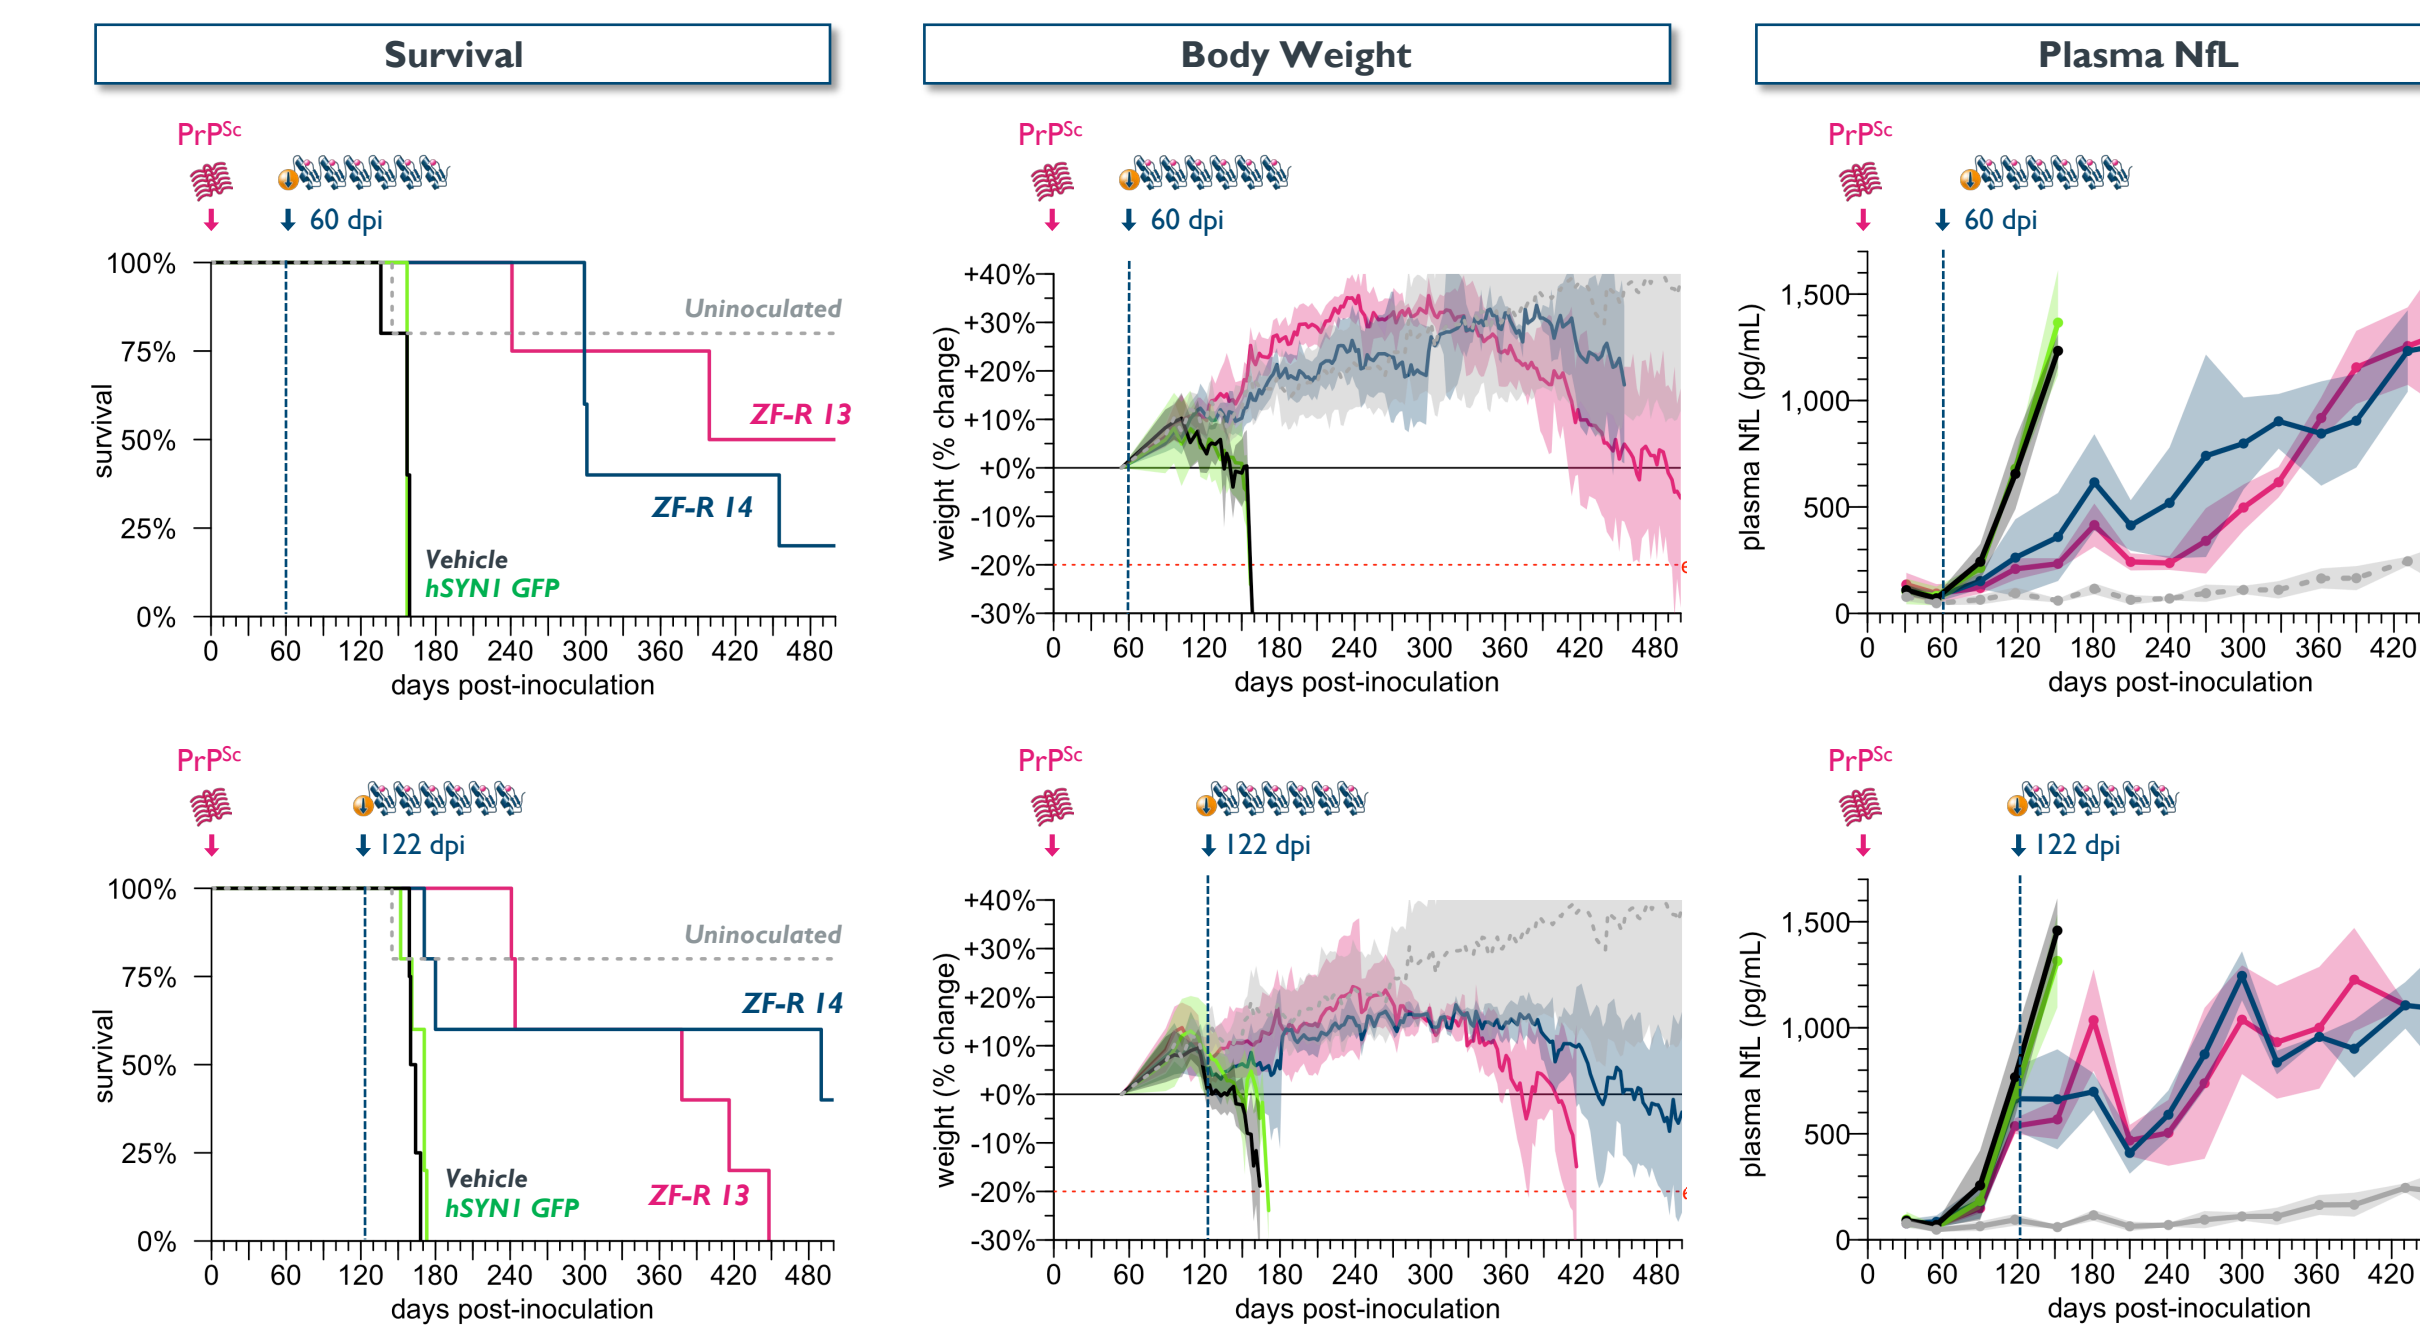 Survival
Body Weight
Plasma NfL
PrPSc
60 dpi
100%
75%
50%
25%
0%
survival
Uninoculated
ZF-R 13
ZF-R 14
Vehicle
hSYN1 GFP
0 60 120 180 240 300 360 420 480
days post-inoculation
PrPSc
60 dpi
+40%
+30%
+20%
+10%
+0%
-10%
-20%
-30%
weight (% change)
0 60 120 180 240 300 360 420 480
days post-inoculation
PrPSc
60 dpi
1,500
1,000
500
0
plasma NfL (pg/mL)
0 60 120 180 240 300 360 420
days post-inoculation
PrPSc
122 dpi
100%
75%
50%
25%
0%
survival
Uninoculated
ZF-R 14
Vehicle
hSYN1 GFP
ZF-R 13
0 60 120 180 240 300 360 420 480
days post-inoculation
PrPSc
122 dpi
+40%
+30%
+20%
+10%
+0%
-10%
-20%
-30%
weight (% change)
0 60 120 180 240 300 360 420 480
days post-inoculation
PrPSc
122 dpi
1,500
1,000
500
0
plasma NfL (pg/mL)
0 60 120 180 240 300 360 420
days post-inoculation